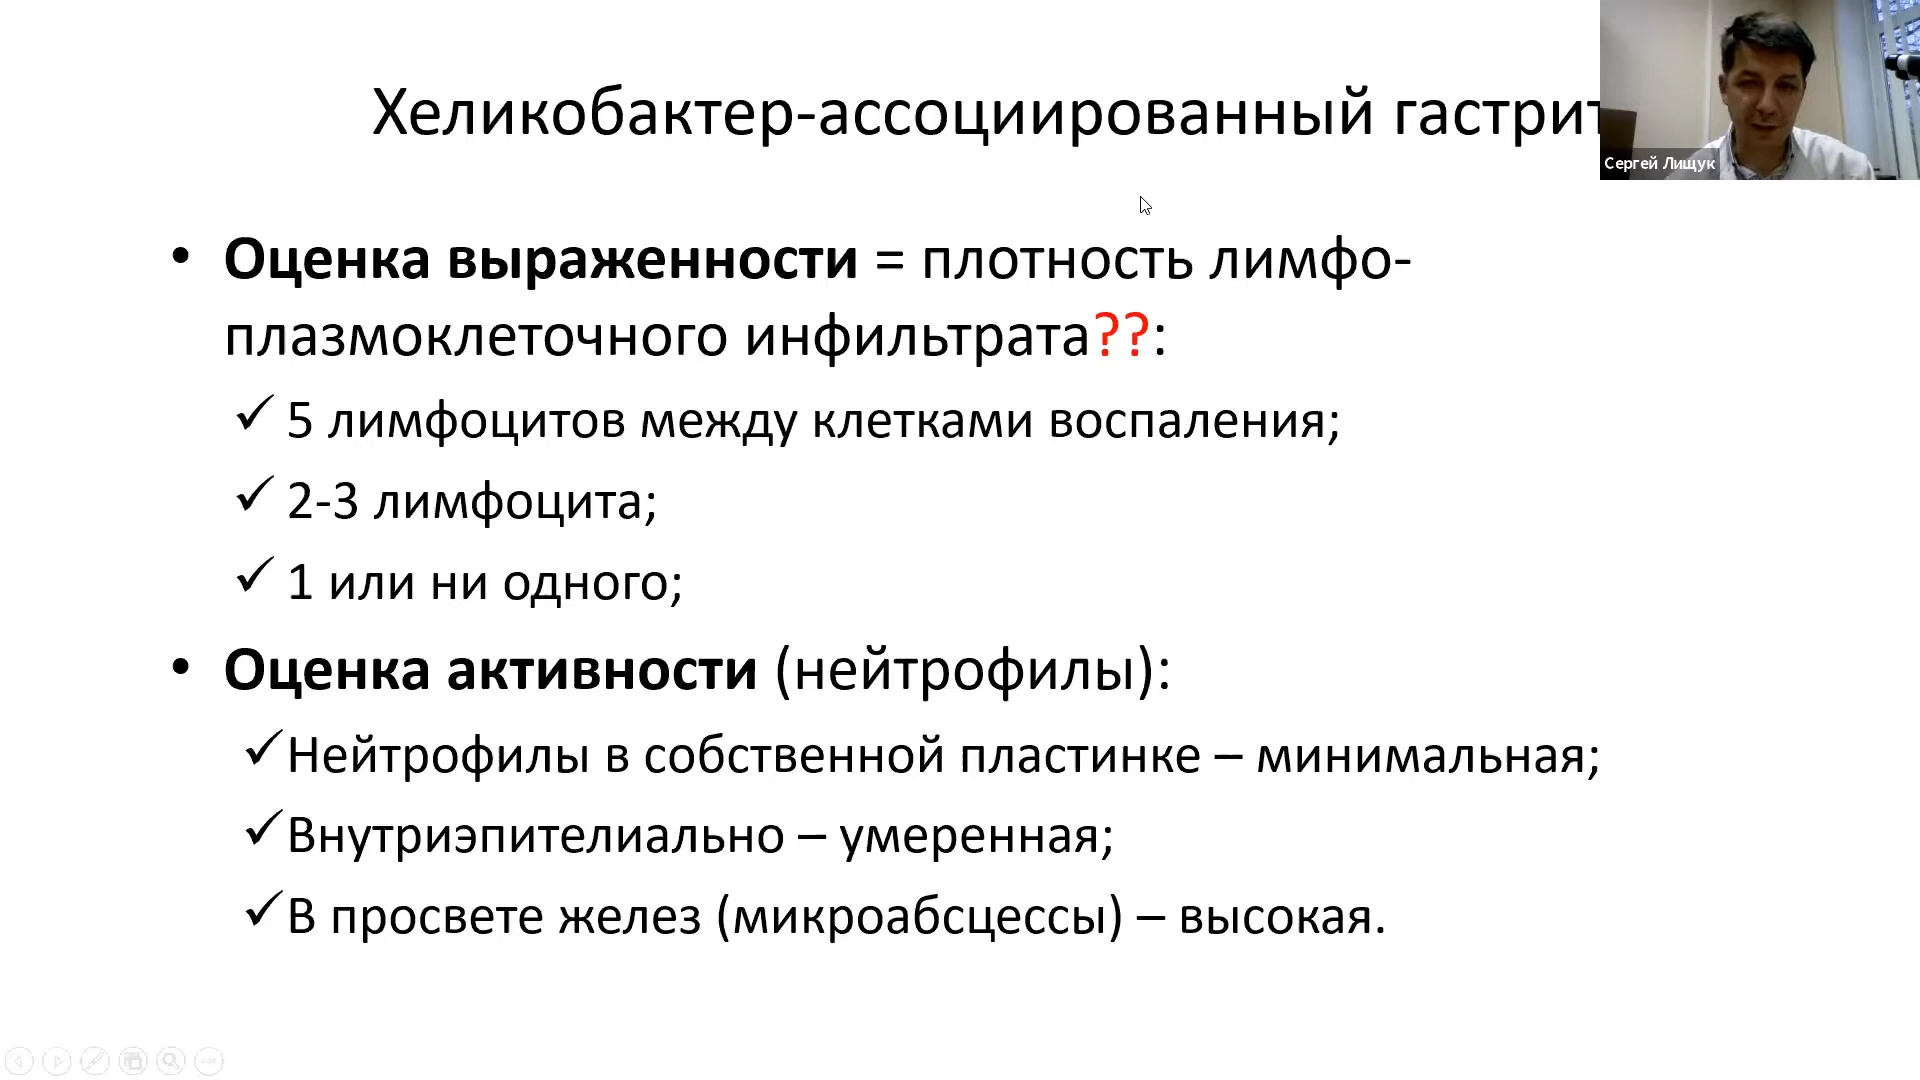 Хеликобактер-ассоциированный гастрит
Сергей Лищук
• Оценка выраженности = плотность лимфо-
плазмоклеточного инфильтрата??:
✓ 5 лимфоцитов между клетками воспаления;
✓ 2-3 лимфоцита;
✓ 1 или ни одного;
• Оценка активности (нейтрофилы):
✓Нейтрофилы в собственной пластинке – минимальная;
✓Внутриэпителиально – умеренная;
✓В просвете желез (микроабсцессы) – высокая.